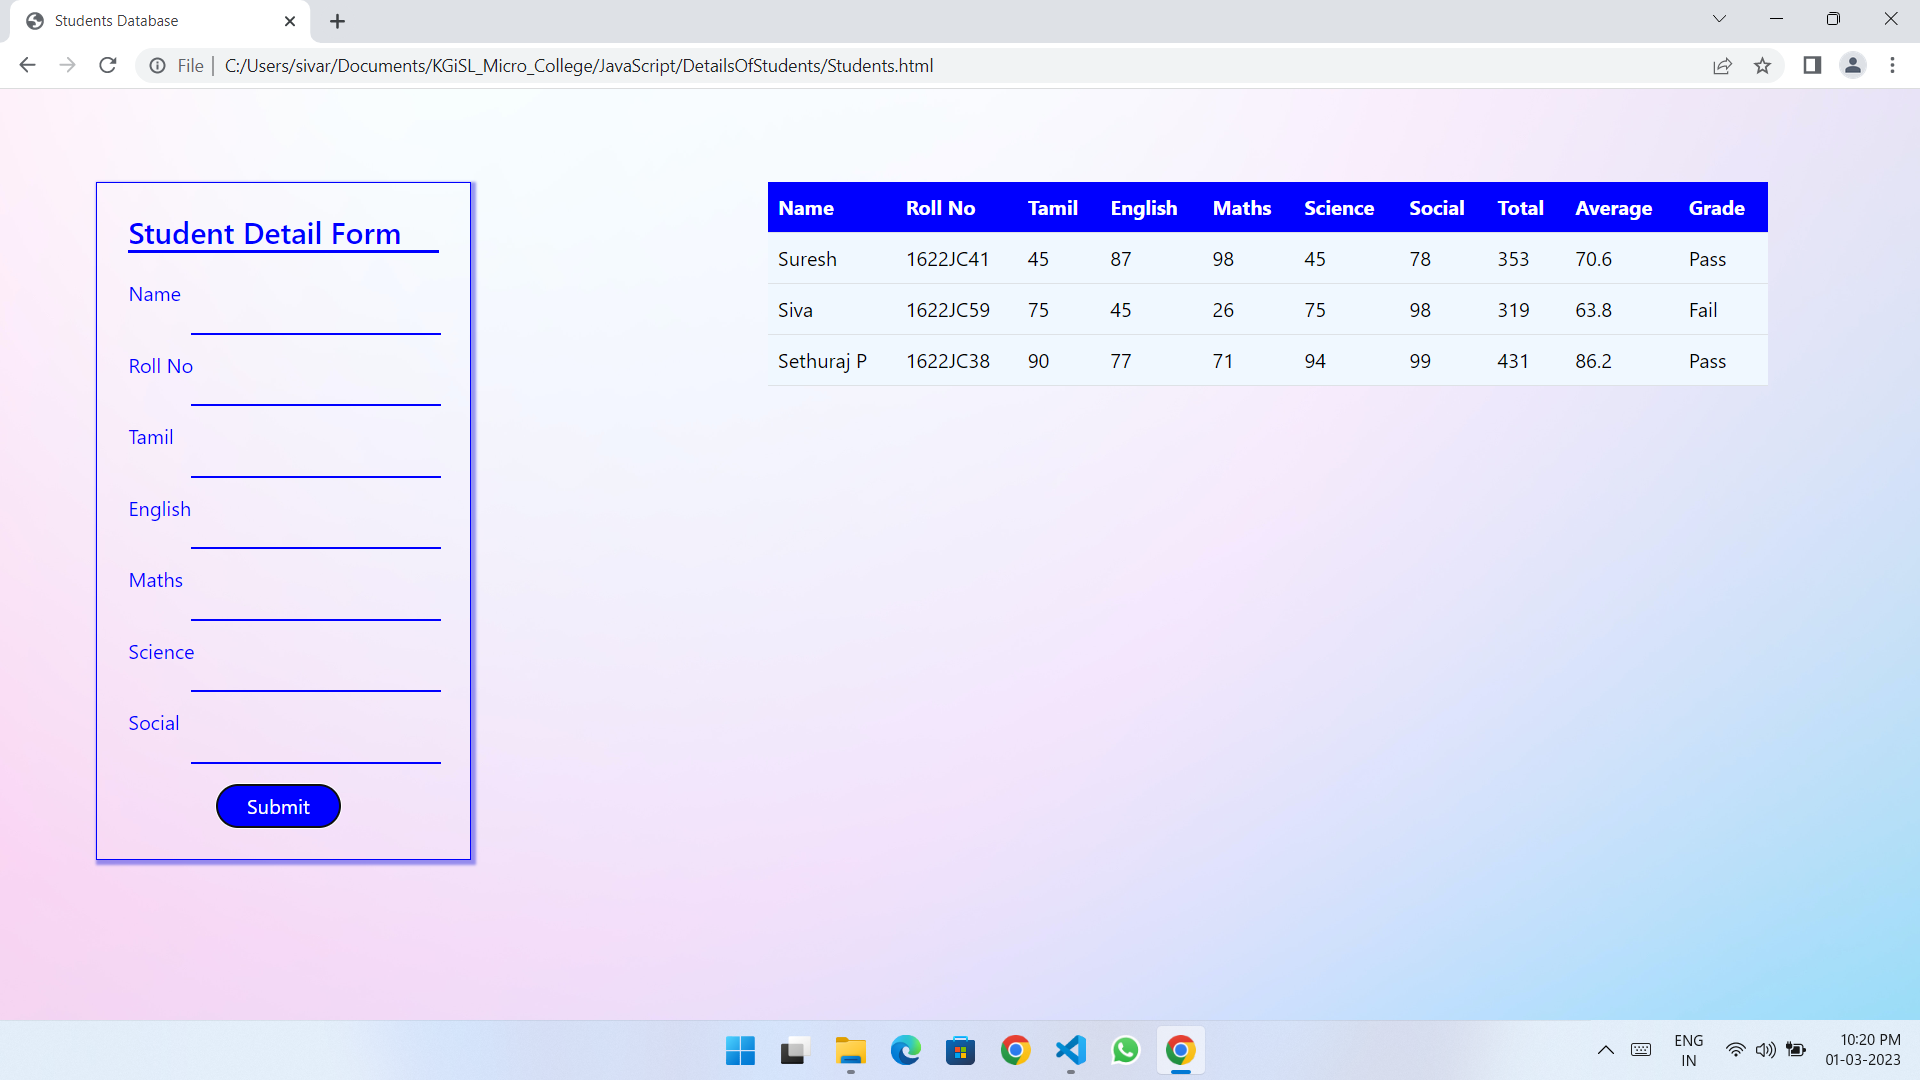 Students Database
File | C:/Users/sivar/Documents/KGiSL_Micro_College/JavaScript/DetailsOfStudents/Students.html
Student Detail Form
Name
Roll No
Tamil
English
Maths
Science
Social
Submit
Name Roll No Tamil English Maths Science Social Total Average Grade
Suresh 1622JC41 45 87 98 45 78 353 70.6 Pass
Siva 1622JC59 75 45 26 75 98 319 63.8 Fail
Sethuraj P 1622JC38 90 77 71 94 99 431 86.2 Pass
ENG
IN
10:20 PM
01-03-2023